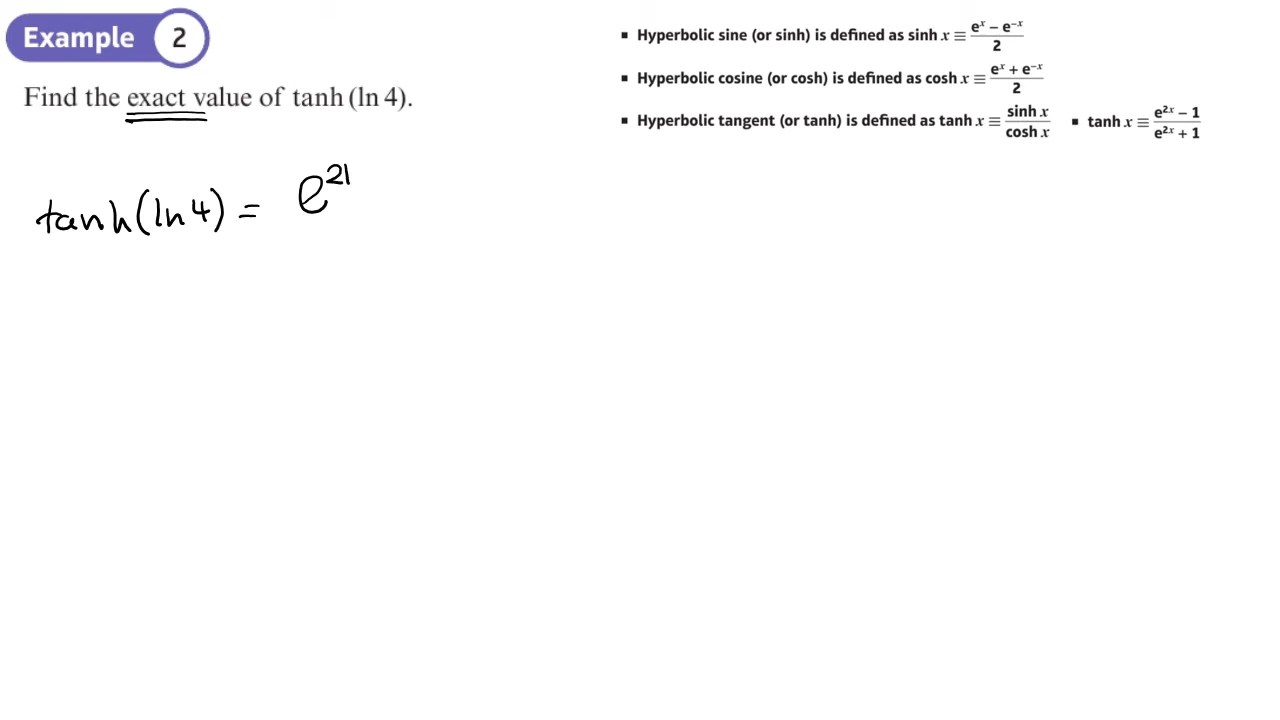 Example 2
Find the exact value of tanh (ln 4).
tanh(ln 4) = e^{2l
▪ Hyperbolic sine (or sinh) is defined as sinh x ≡ (e^x − e^−x)/2
▪ Hyperbolic cosine (or cosh) is defined as cosh x ≡ (e^x + e^−x)/2
▪ Hyperbolic tangent (or tanh) is defined as tanh x ≡ sinh x/cosh x ▪ tanh x ≡ (e^2x − 1)/(e^2x + 1)